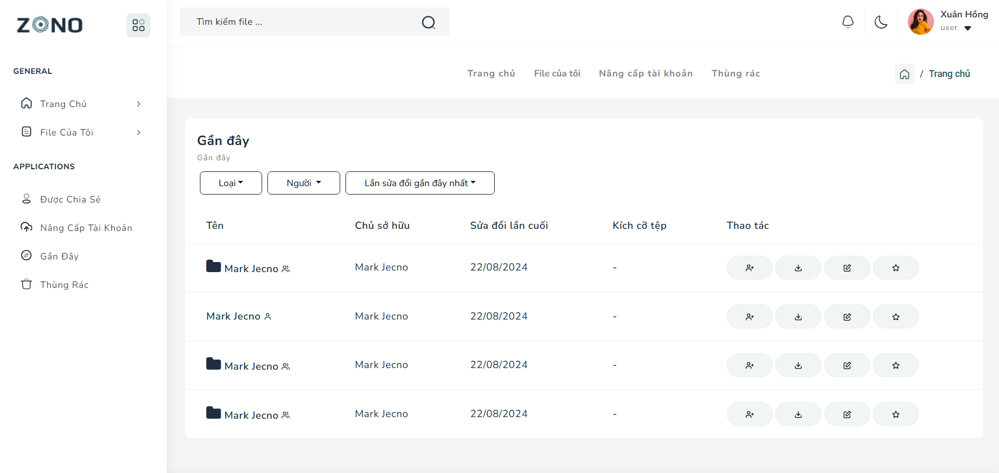 ZONO
Tìm kiếm file ...
Xuân Hồng
user
GENERAL
Trang Chủ
File Của Tôi
APPLICATIONS
Được Chia Sẻ
Nâng Cấp Tài Khoản
Gần Đây
Thùng Rác
Trang chủ File của tôi Nâng cấp tài khoản Thùng rác
/ Trang chủ
Gần đây
Gần đây
Loại Người Lần sửa đổi gần đây nhất
Tên Chủ sở hữu Sửa đổi lần cuối Kích cỡ tệp Thao tác
Mark Jecno Mark Jecno 22/08/2024 -
Mark Jecno Mark Jecno 22/08/2024 -
Mark Jecno Mark Jecno 22/08/2024 -
Mark Jecno Mark Jecno 22/08/2024 -